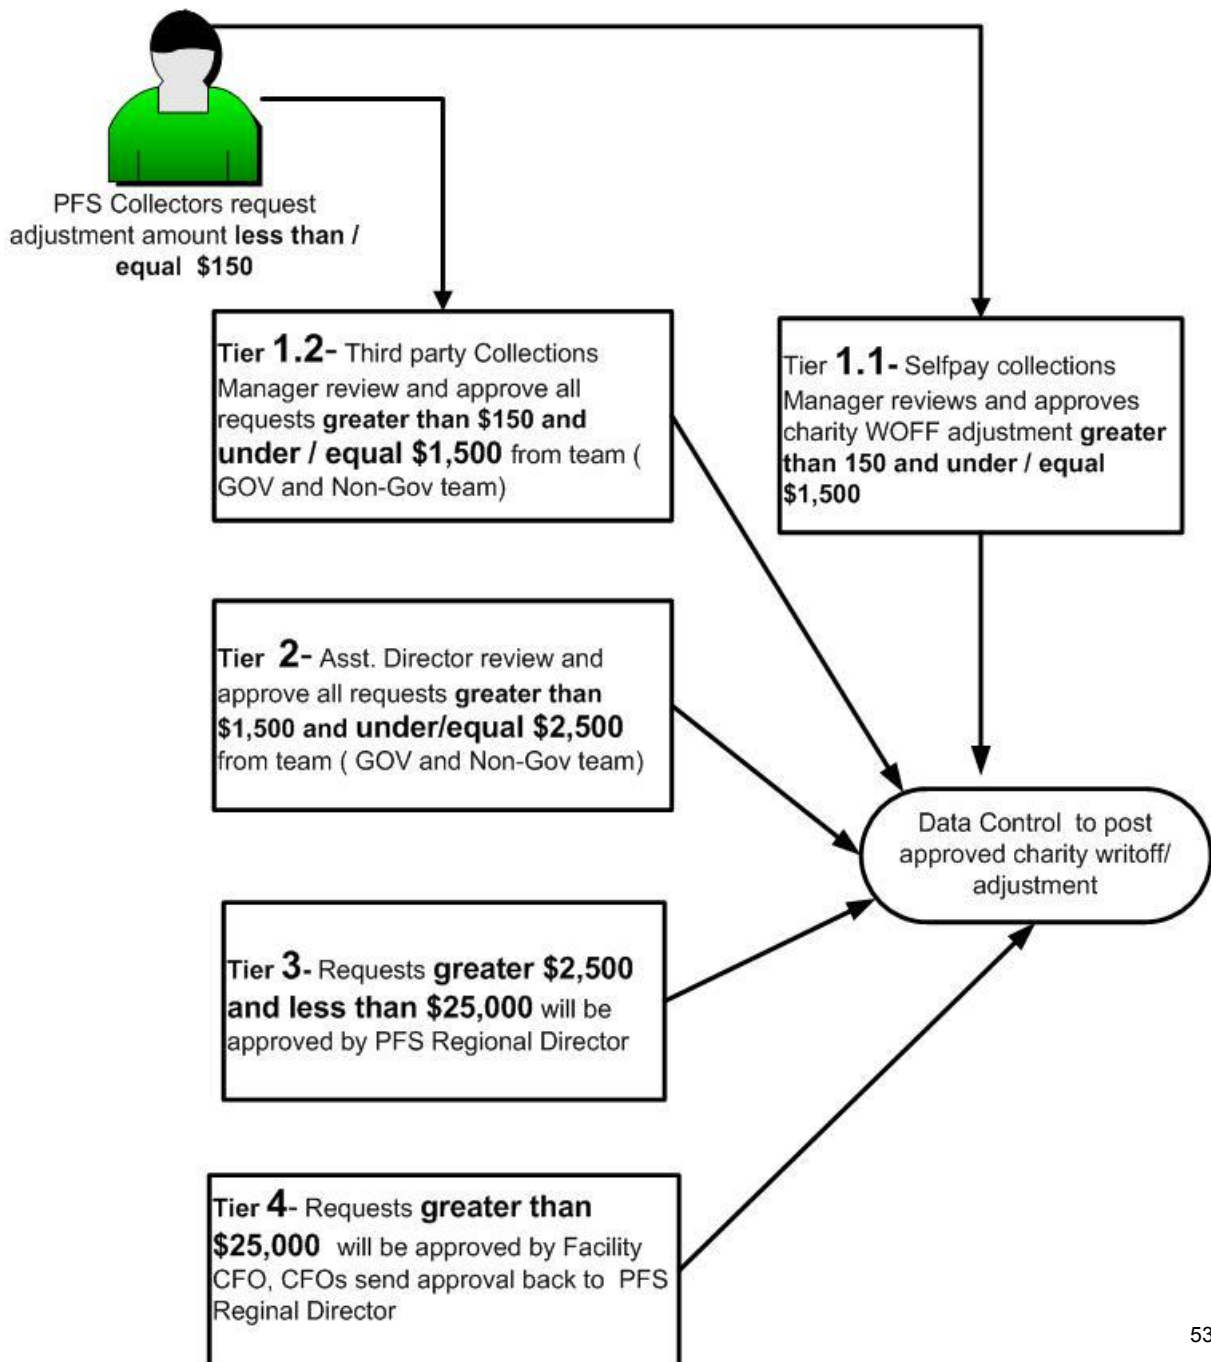 PFS Collectors request
adjustment amount less than /
equal $150
Tier 1.2- Third party Collections
Manager review and approve all
requests greater than $150 and
under / equal $1,500 from team (
GOV and Non-Gov team)
Tier 1.1- Selfpay collections
Manager reviews and approves
charity WOFF adjustment greater
than 150 and under / equal
$1,500
Tier 2- Asst. Director review and
approve all requests greater than
$1,500 and under/equal $2,500
from team ( GOV and Non-Gov team)
Data Control to post
approved charity writoff/
adjustment
Tier 3- Requests greater $2,500
and less than $25,000 will be
approved by PFS Regional Director
Tier 4- Requests greater than
$25,000 will be approved by Facility
CFO, CFOs send approval back to PFS
Reginal Director
53